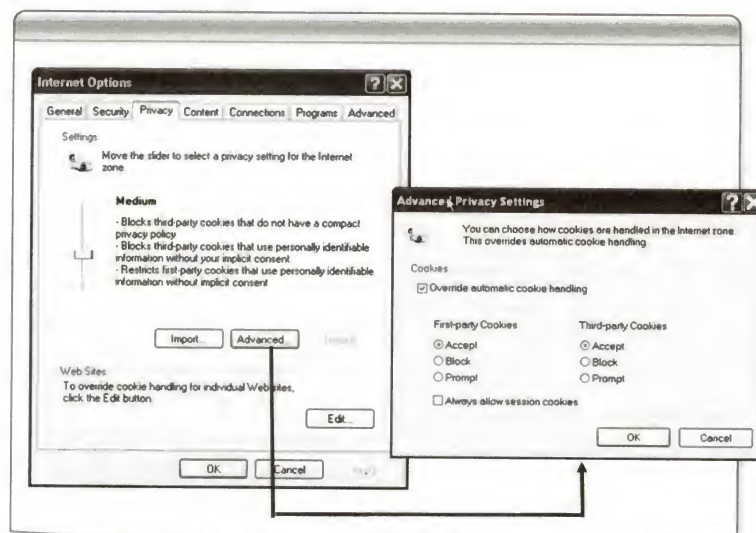 Internet Options
General Security Privacy Content Connections Programs Advanced
Settings
Move the slider to select a privacy setting for the Internet
zone.
Medium
- Blocks third-party cookies that do not have a compact
privacy policy
- Blocks third-party cookies that use personally identifiable
information without your implicit consent
- Restricts first-party cookies that use personally identifiable
information without implicit consent
Import... Advanced...
Web Sites
To override cookie handling for individual Web sites,
click the Edit button.
Edit...
OK Cancel
Advanced Privacy Settings
You can choose how cookies are handled in the Internet zone.
This overrides automatic cookie handling.
Cookies
Override automatic cookie handling
First-party Cookies Third-party Cookies
Accept Accept
Block Block
Prompt Prompt
Always allow session cookies
OK Cancel